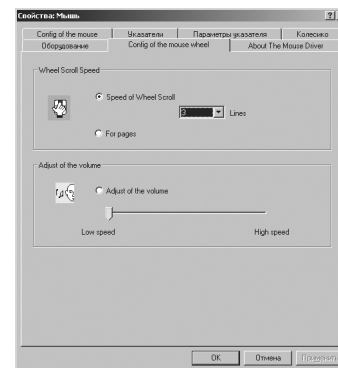 Свойства: Мышь
Config of the mouse Указатели Параметры указателя Колесико
Оборудование Config of the mouse wheel About The Mouse Driver
Wheel Scroll Speed
Speed of Wheel Scroll
3 Lines
For pages
Adjust of the volume
Adjust of the volume
Low speed High speed
OK Отмена Применить